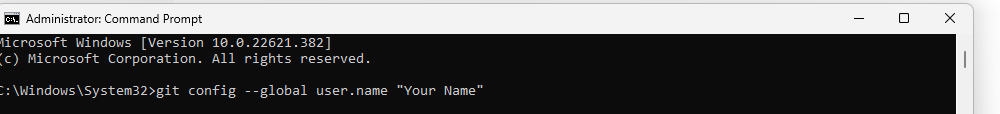 Administrator: Command Prompt
Microsoft Windows [Version 10.0.22621.382]
(c) Microsoft Corporation. All rights reserved.
C:\Windows\System32>git config --global user.name "Your Name"